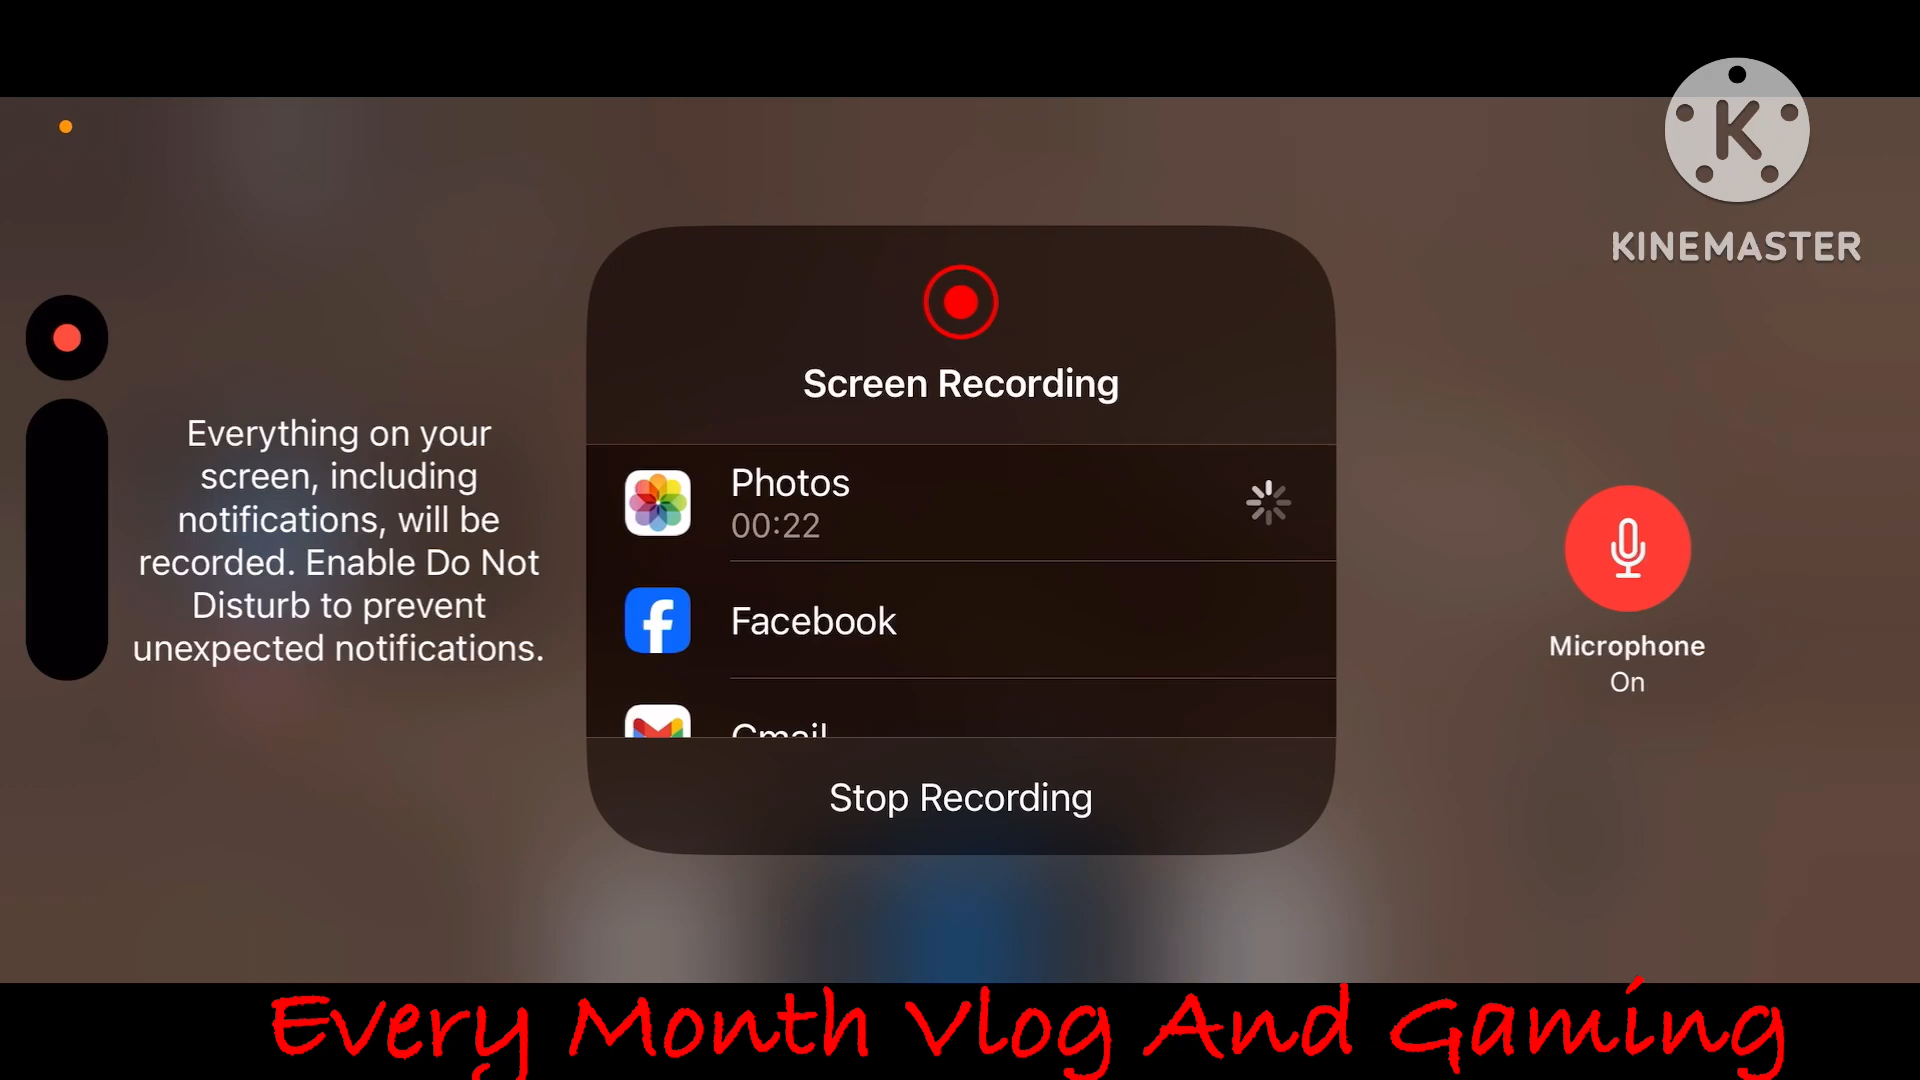 K
KINEMASTER
Everything on your
screen, including
notifications, will be
recorded. Enable Do Not
Disturb to prevent
unexpected notifications.
Screen Recording
Photos
00:22
Facebook
Gmail
Stop Recording
Microphone
On
Every Month Vlog And Gaming